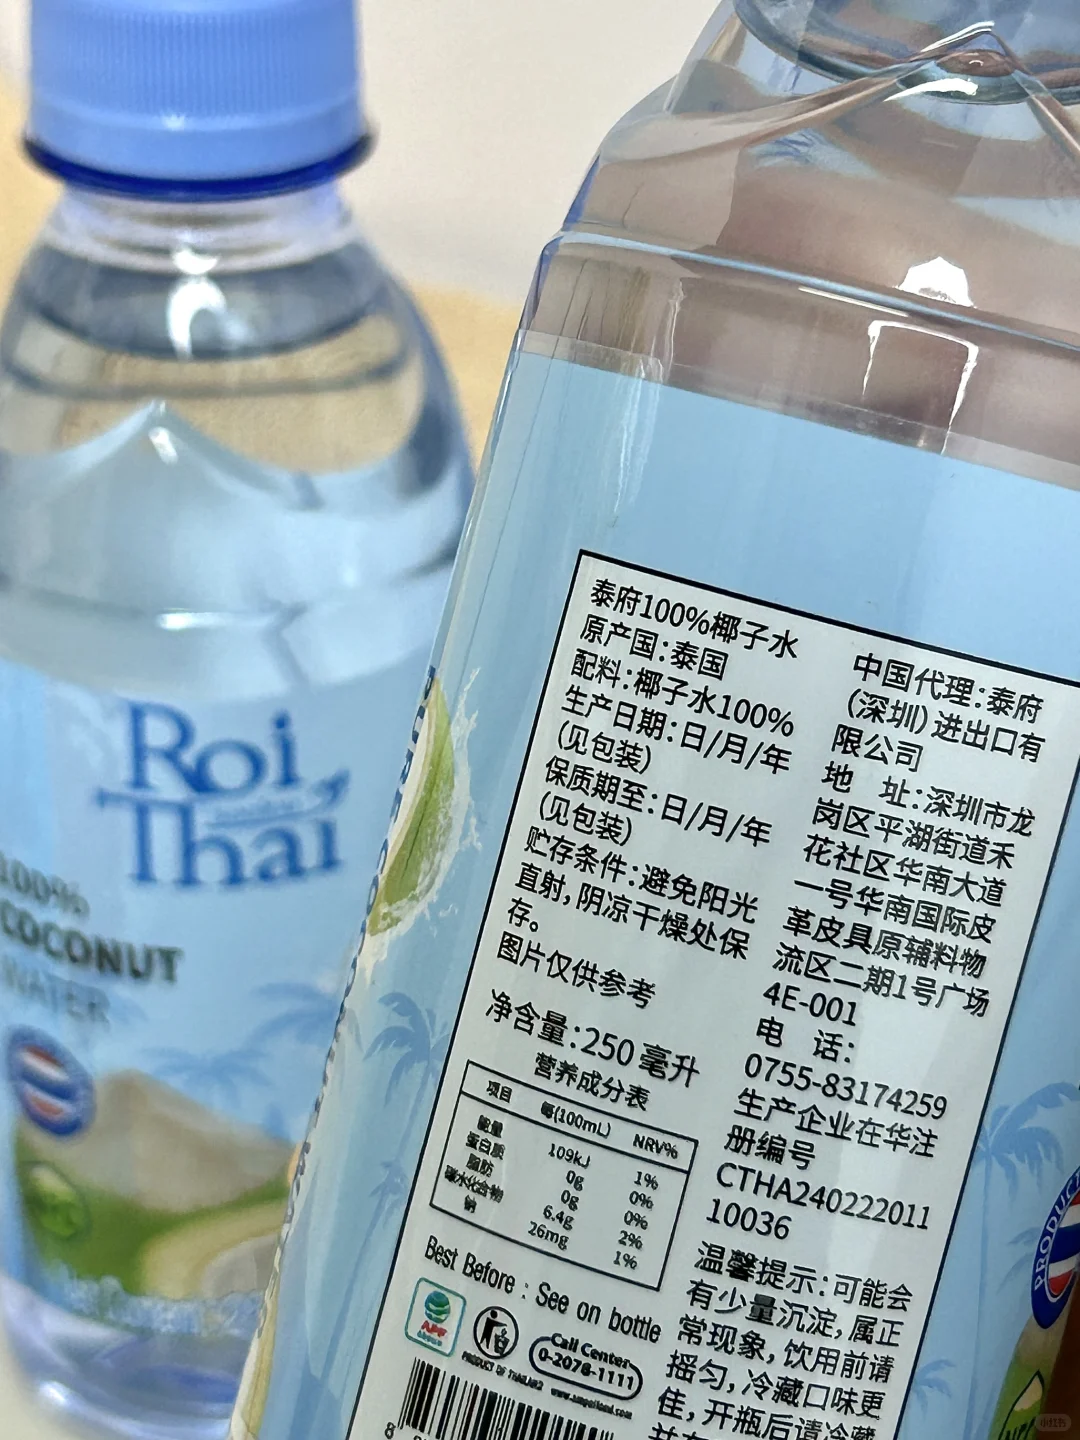 Roi
Thai
100%
COCONUT
WATER
泰府100%椰子水
原产国：泰国
配料：椰子水100%
生产日期：日/月/年
(见包装)
保质期至：日/月/年
(见包装)
贮存条件：避免阳光
直射，阴凉干燥处保
存。
图片仅供参考
净含量：250毫升
营养成分表
项目 每(100mL) NRV%
能量 109kJ 1%
蛋白质 0g 0%
脂肪 0g 0%
碳水化合物 6.4g 2%
钠 26mg 1%
Best Before : See on bottle
Call Center
0-2078-1111
PRODUCT OF THAILAND
www.ampolfood.com
8
中国代理：泰府
(深圳)进出口有
限公司
地 址：深圳市龙
岗区平湖街道禾
花社区华南大道
一号华南国际皮
革皮具原辅料物
流区二期1号广场
4E-001
电 话：
0755-83174259
生产企业在华注
册编号
CTHA240222011
10036
温馨提示：可能会
有少量沉淀，属正
常现象，饮用前请
摇匀，冷藏口味更
佳，开瓶后请冷藏
PRODUCT
小红书